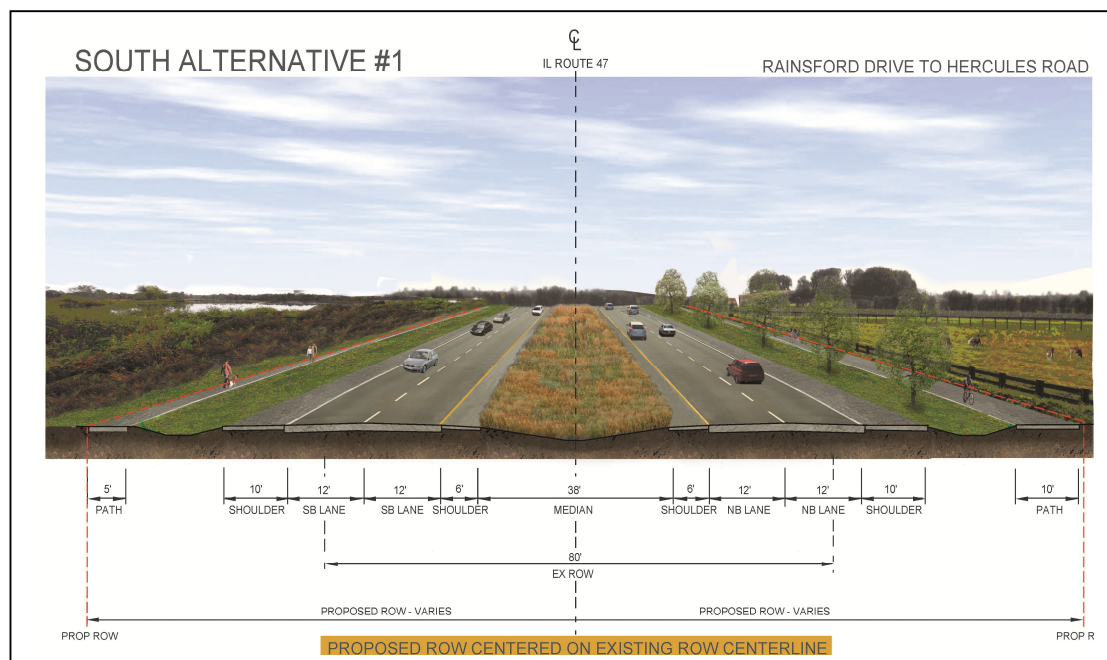 SOUTH ALTERNATIVE #1
℄
IL ROUTE 47
RAINSFORD DRIVE TO HERCULES ROAD
5' 10' 12' 12' 6' 38' 6' 12' 12' 10' 10'
PATH SHOULDER SB LANE SB LANE SHOULDER MEDIAN SHOULDER NB LANE NB LANE SHOULDER PATH
80'
EX ROW
PROPOSED ROW - VARIES PROPOSED ROW - VARIES
PROP ROW PROP R
PROPOSED ROW CENTERED ON EXISTING ROW CENTERLINE